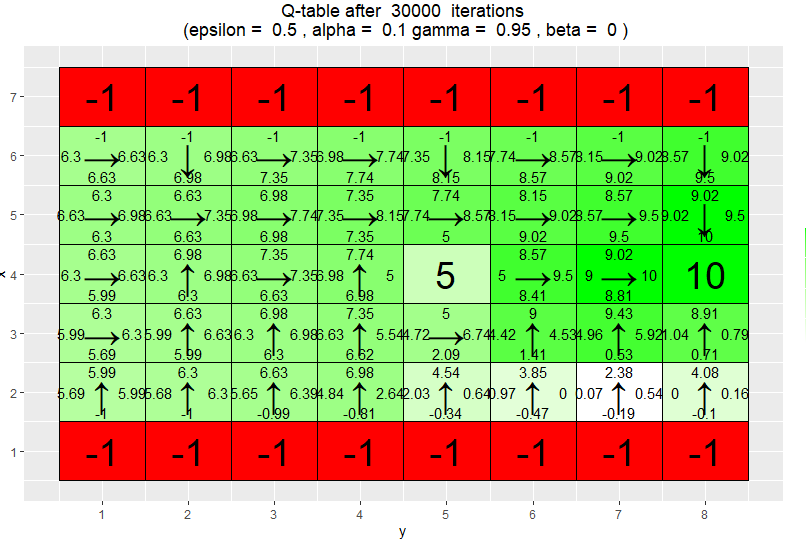 Q-table after 30000 iterations
(epsilon = 0.5 , alpha = 0.1 gamma = 0.95 , beta = 0 )
7 -1 -1 -1 -1 -1 -1 -1 -1
-1 -1 -1 -1 -1 -1 -1 -1
6 6.3 6.63 6.3 6.98 6.63 7.35 6.98 7.74 7.35 8.15 7.74 8.57 8.15 9.02 8.57 9.02
6.63 6.98 7.35 7.74 8.15 8.57 9.02 9.5
6.3 6.63 6.98 7.35 7.74 8.15 8.57 9.02
5 6.63 6.98 6.63 7.35 6.98 7.74 7.35 8.15 7.74 8.57 8.15 9.02 8.57 9.5 9.02 9.5
6.3 6.63 6.98 7.35 5 9.02 9.5 10
6.63 6.98 7.35 7.74 8.57 9.02
x 4 6.3 6.63 6.3 6.98 6.63 7.35 6.98 5 5 5 9.5 9 10 10
5.99 6.3 6.63 6.98 8.41 8.81
6.3 6.63 6.98 7.35 5 9 9.43 8.91
3 5.99 6.3 5.99 6.63 6.3 6.98 6.63 5.54 4.72 6.74 4.42 4.53 4.96 5.92 1.04 0.79
5.69 5.99 6.3 6.62 2.09 1.41 0.53 0.71
5.99 6.3 6.63 6.98 4.54 3.85 2.38 4.08
2 5.69 5.99 5.68 6.3 5.65 6.39 4.84 2.64 2.03 0.64 0.97 0 0.07 0.54 0 0.16
-1 -1 -0.99 -0.81 -0.34 -0.47 -0.19 -0.1
1 -1 -1 -1 -1 -1 -1 -1 -1
1 2 3 4 5 6 7 8
y